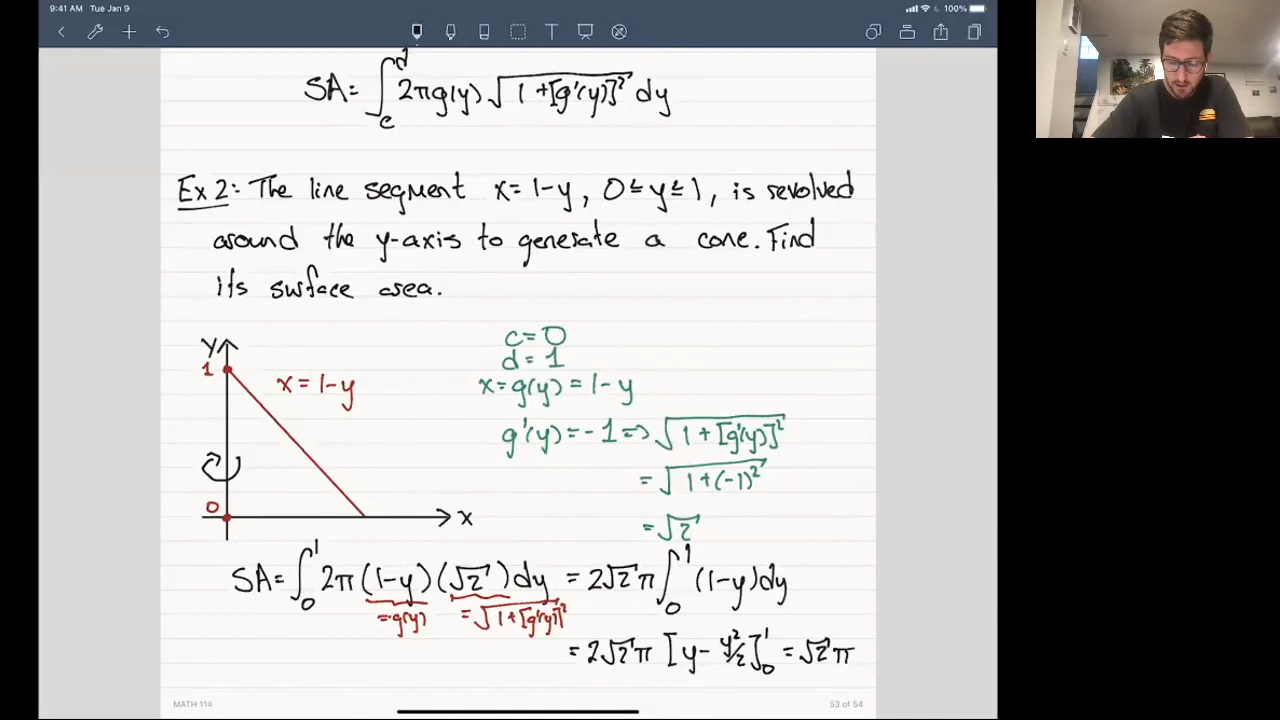 9:41 AM Tue Jan 9
100%
SA = ∫_c^d 2πg(y) √(1 + [g'(y)]²) dy
Ex 2: The line segment x = 1-y, 0 ≤ y ≤ 1, is revolved
around the y-axis to generate a cone. Find
its surface area.
y
1
x = 1-y
0
x
c = 0
d = 1
x = g(y) = 1-y
g'(y) = -1 => √(1 + [g'(y)]²)
= √(1 + (-1)²)
= √2
SA = ∫_0^1 2π (1-y) (√2) dy = 2√2 π ∫_0^1 (1-y) dy
= g(y) = √(1 + [g'(y)]²)
= 2√2 π [y - y²/2]_0^1 = √2 π
MATH 114
53 of 54